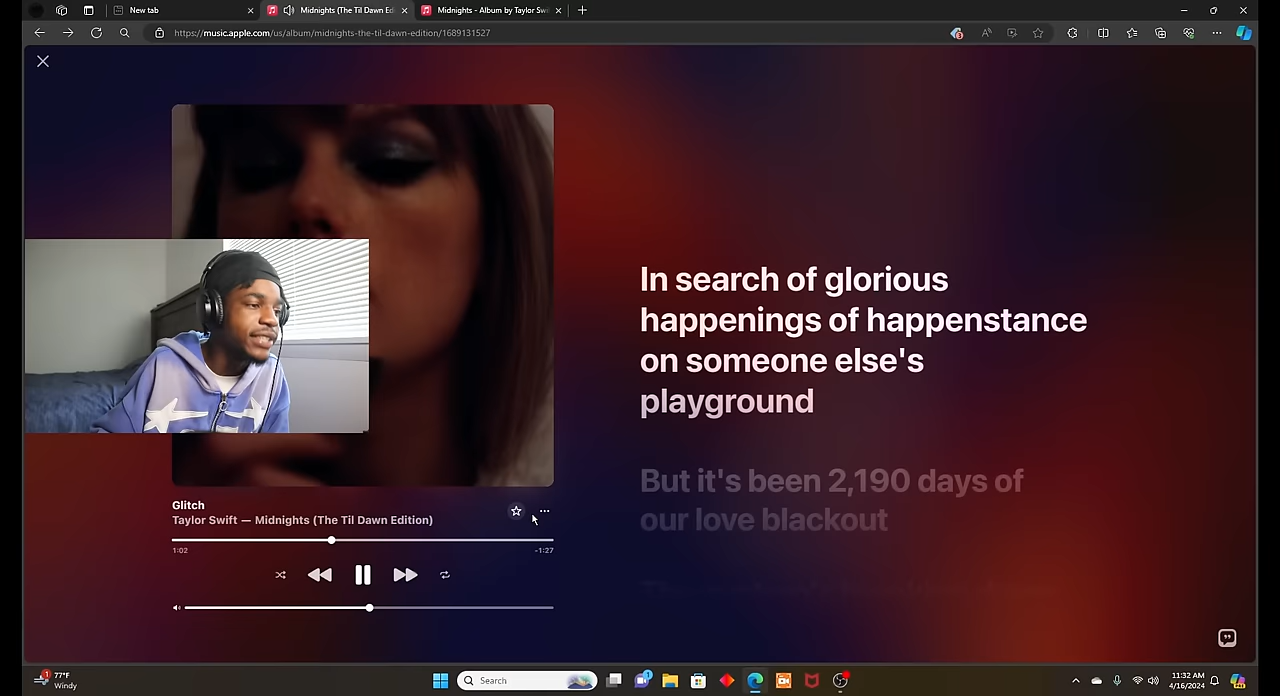 New tab
Midnights (The Til Dawn Ed
Midnights - Album by Taylor Swi
https://music.apple.com/us/album/midnights-the-til-dawn-edition/1689131527
In search of glorious
happenings of happenstance
on someone else's
playground
But it's been 2,190 days of
our love blackout
Glitch
Taylor Swift — Midnights (The Til Dawn Edition)
1:02
-1:27
77°F
Windy
Search
11:32 AM
4/16/2024